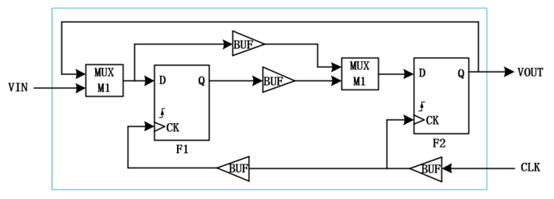 BUF
MUX
M1
MUX
M1
D Q
BUF
D Q
VOUT
VIN
CK
CK
F1
F2
BUF
BUF
CLK